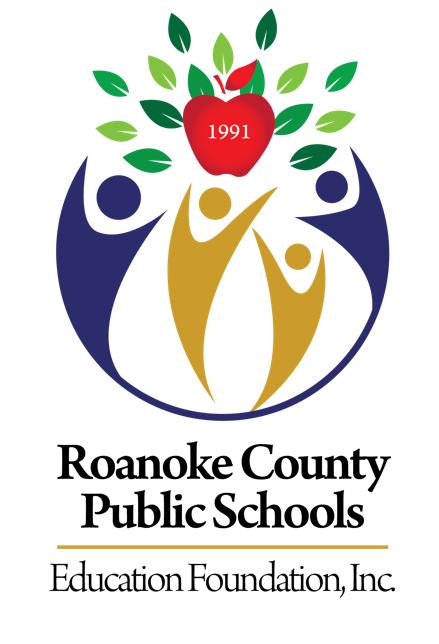 1991
Roanoke County
Public Schools
Education Foundation, Inc.